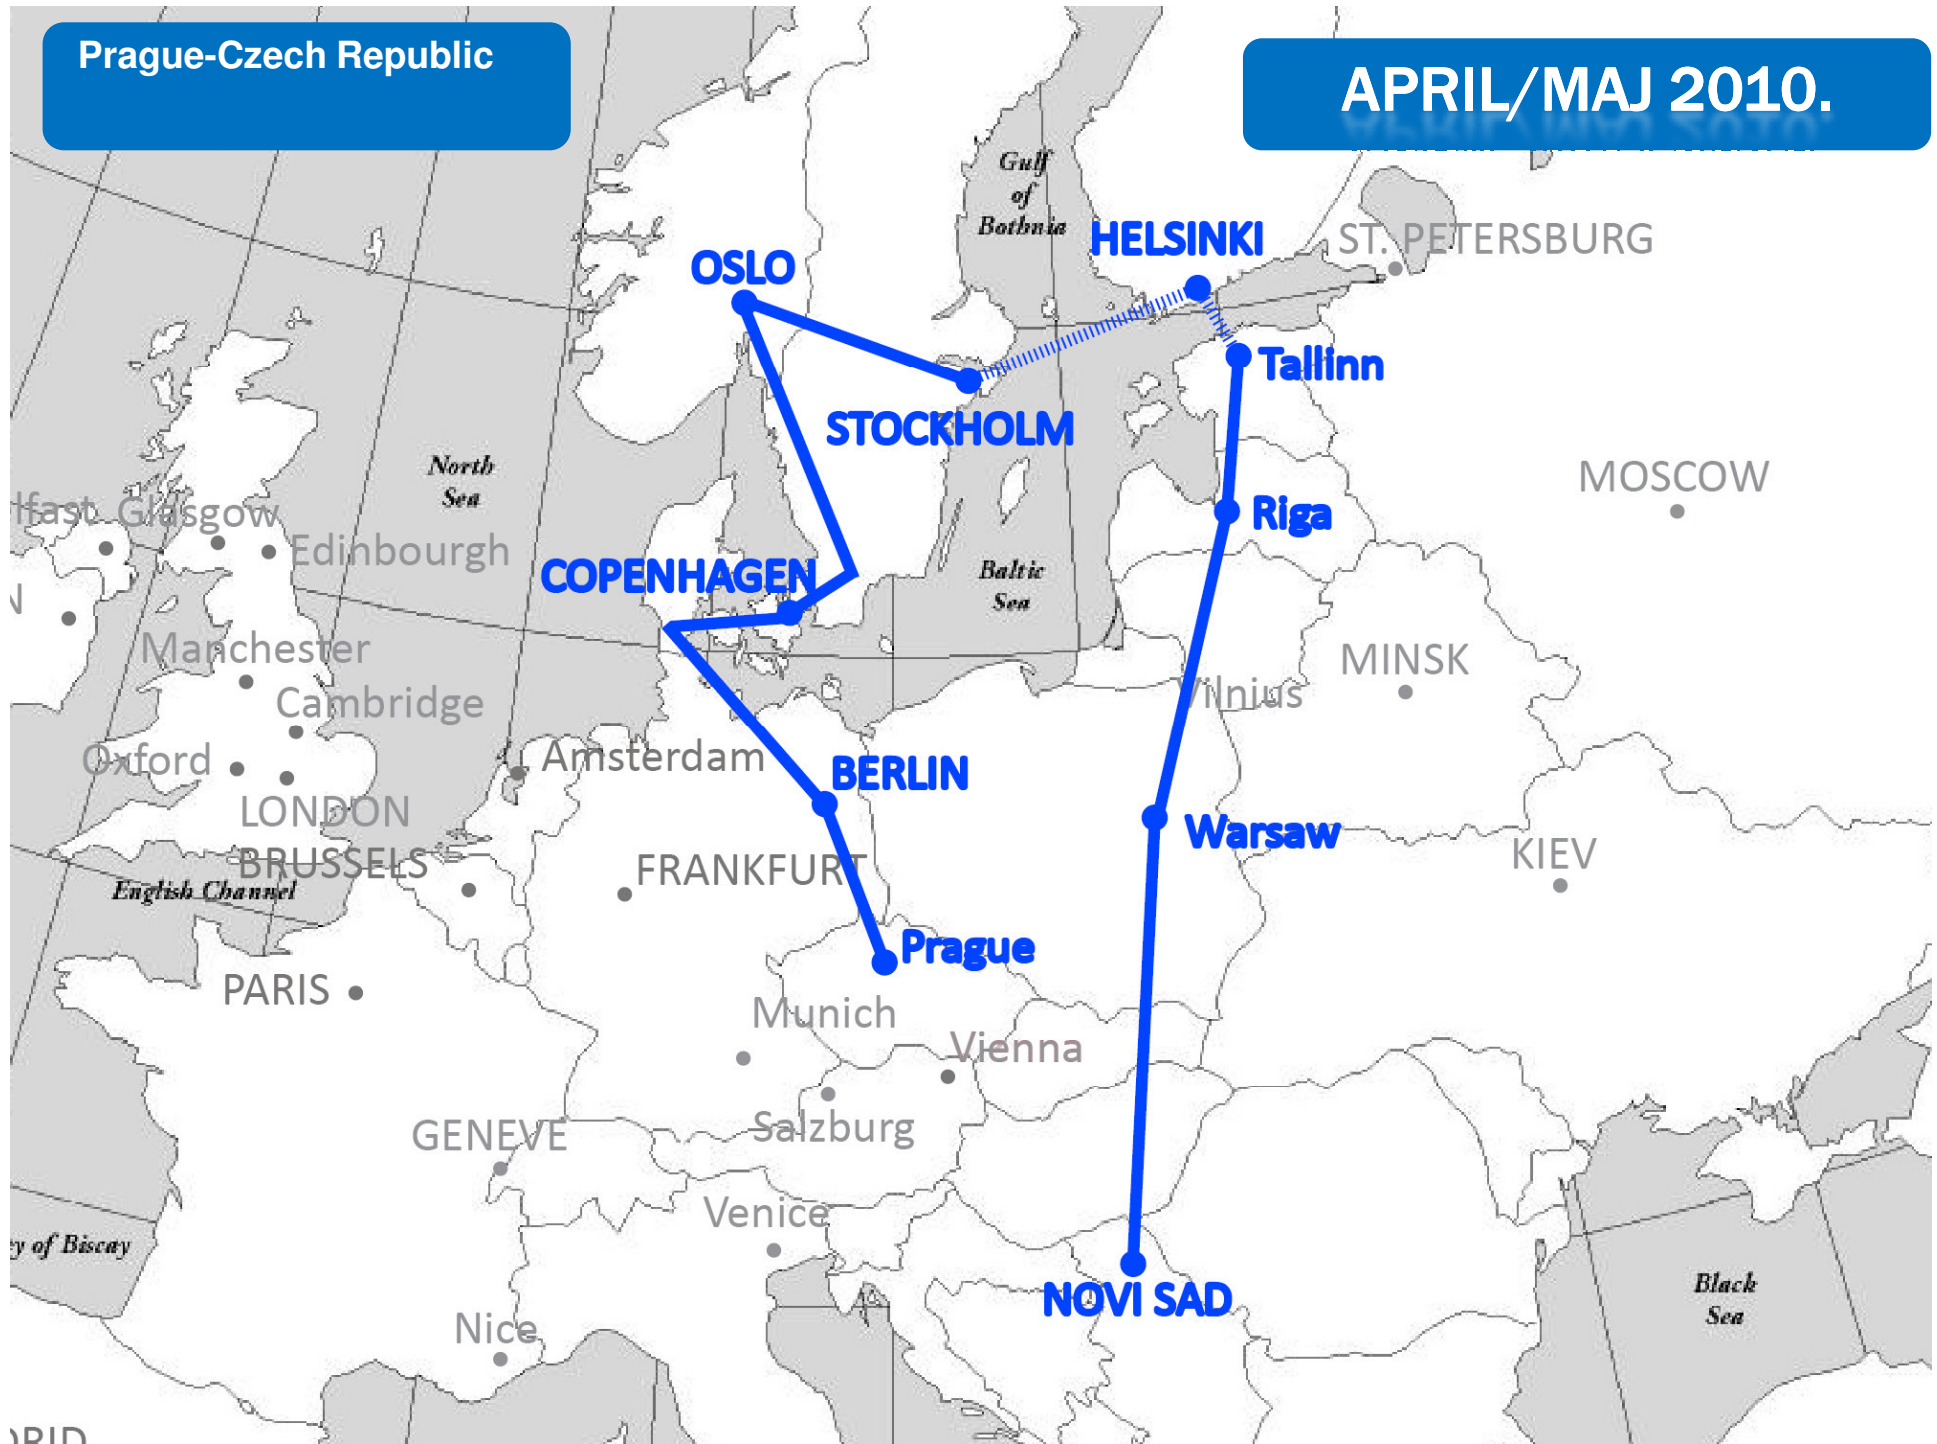 Prague-Czech Republic
APRIL/MAJ 2010.
Gulf
of
Bothnia
HELSINKI
ST. PETERSBURG
OSLO
Tallinn
STOCKHOLM
North
Sea
MOSCOW
lfast
Glasgow
Riga
Edinbourgh
COPENHAGEN
Baltic
Sea
N
Manchester
MINSK
Vilnius
Cambridge
Oxford
Amsterdam
BERLIN
LONDON
Warsaw
BRUSSELS
FRANKFURT
KIEV
English Channel
Prague
PARIS
Munich
Vienna
GENEVE
Salzburg
Venice
y of Biscay
NOVI SAD
Black
Sea
Nice
DRID